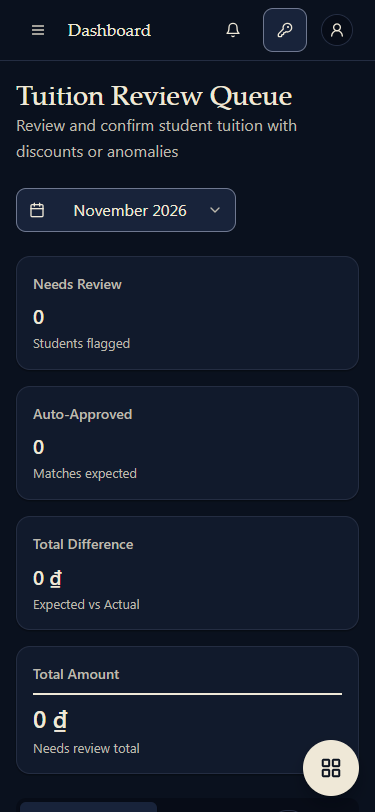 Dashboard
Tuition Review Queue
Review and confirm student tuition with
discounts or anomalies
November 2026
Needs Review
0
Students flagged
Auto-Approved
0
Matches expected
Total Difference
0 ₫
Expected vs Actual
Total Amount
0 ₫
Needs review total